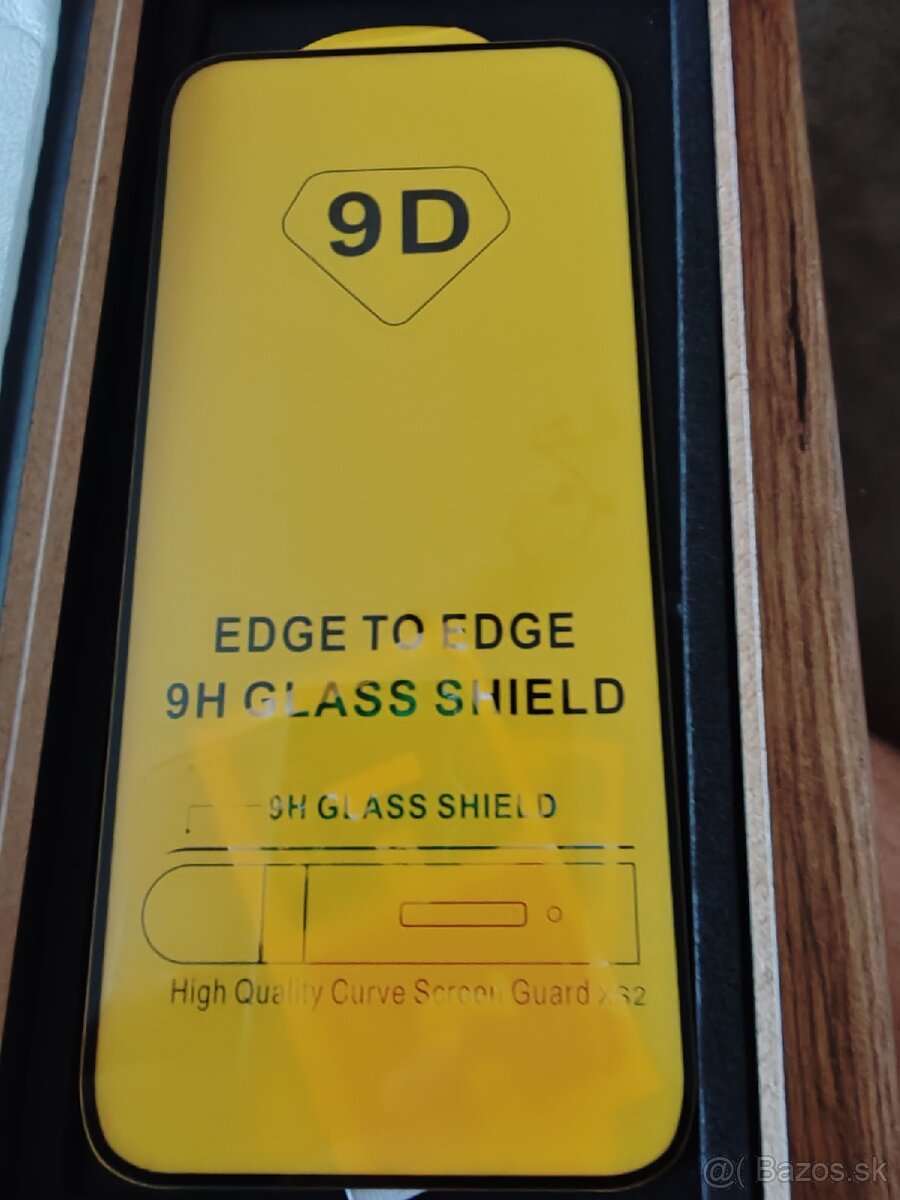 9D
EDGE TO EDGE
9H GLASS SHIELD
9H GLASS SHIELD
High Quality Curve Screen Guard
@( Bazos.sk